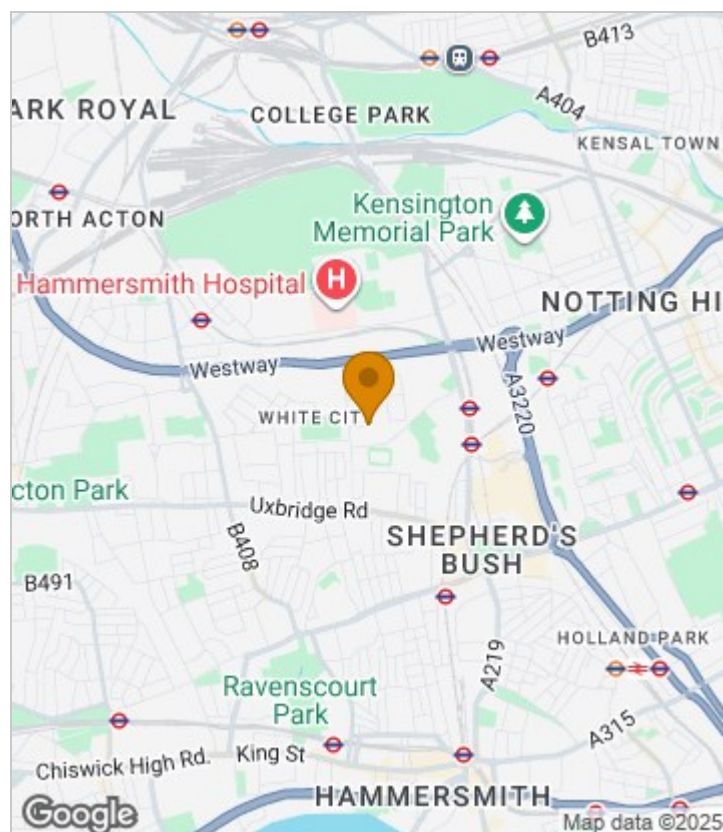 B413
ARK ROYAL
COLLEGE PARK
A404
KENSAL TOWN
ORTH ACTON
Kensington
Memorial Park
Hammersmith Hospital
H
NOTTING HI
Westway
Westway
A3220
WHITE CIT
cton Park
Uxbridge Rd
B408
SHEPHERD'S
BUSH
B491
HOLLAND PARK
A219
Ravenscourt
Park
A315
King St
Chiswick High Rd.
HAMMERSMITH
Google
Map data ©2025